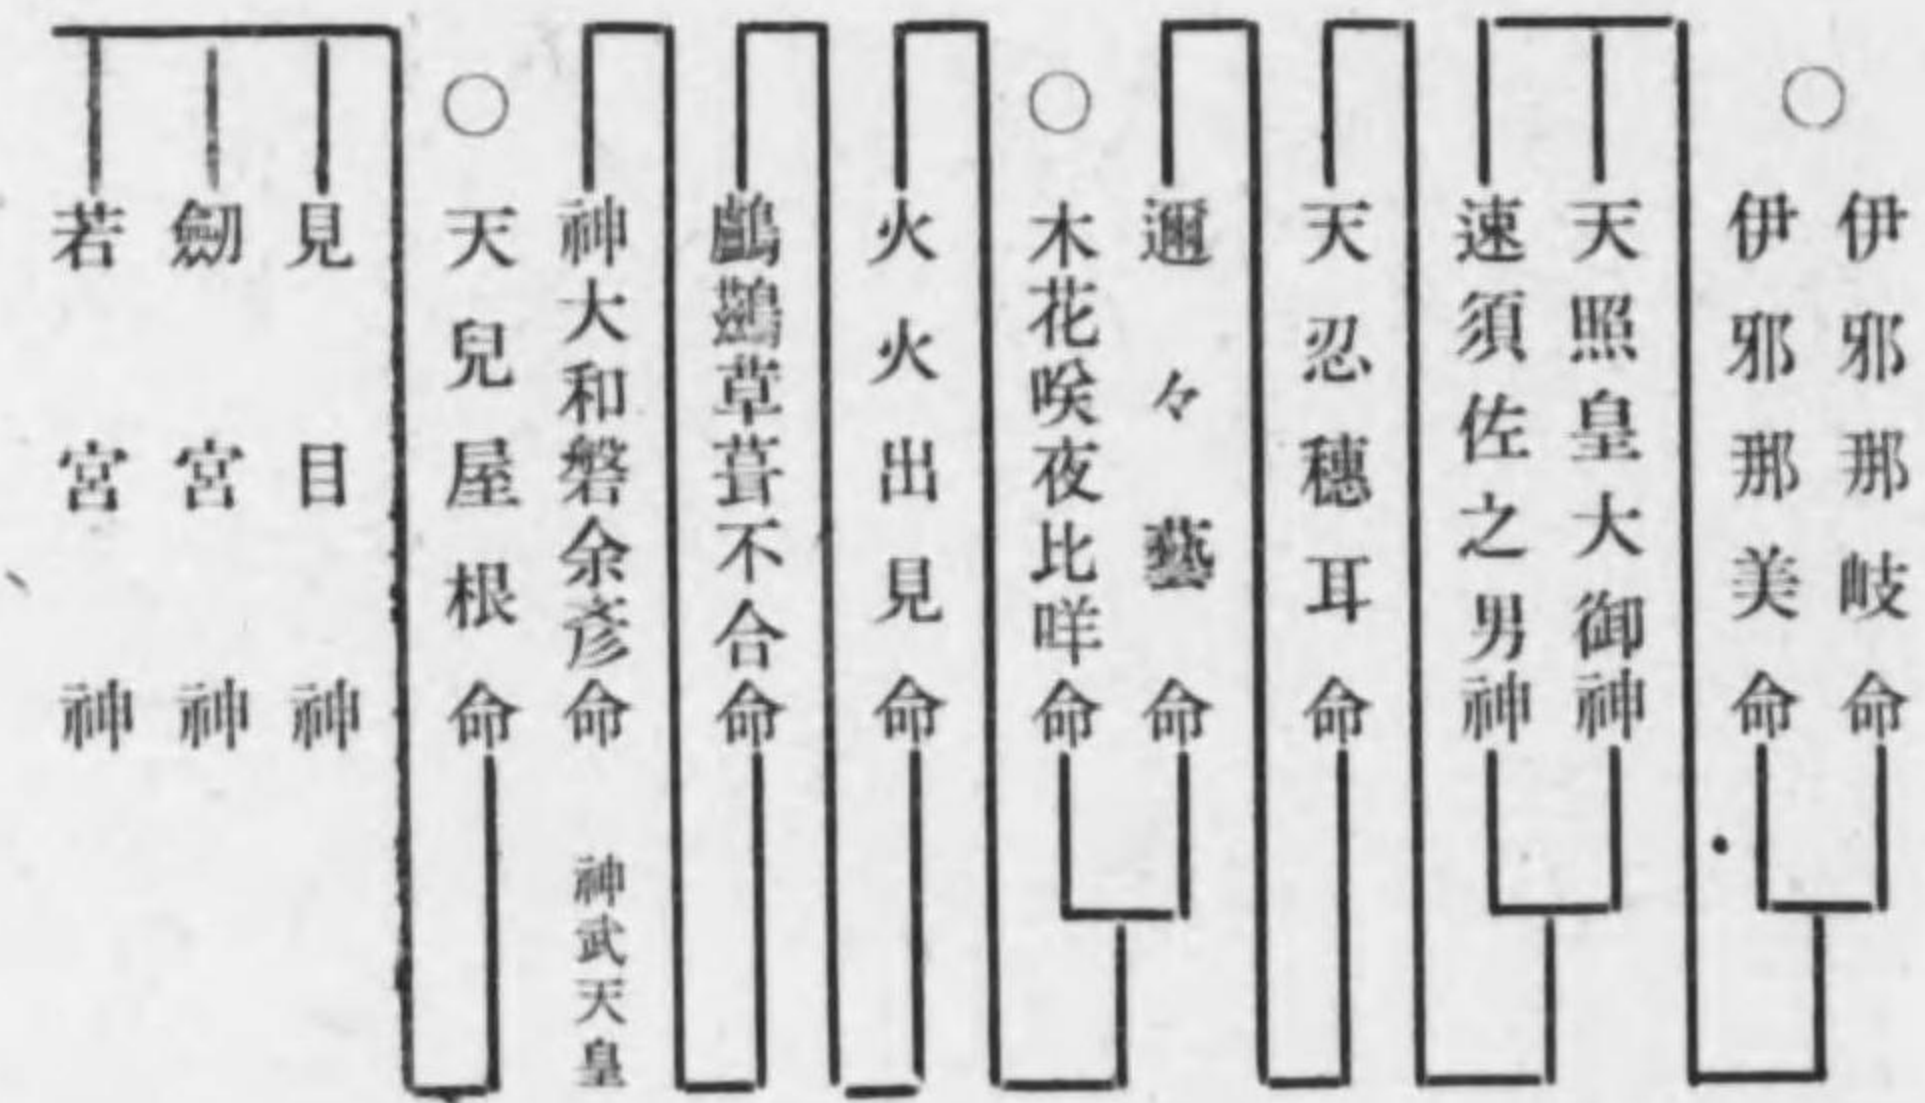 ○
伊邪那岐命
伊邪那美命
天照皇大御神
速須佐之男神
天忍穗耳命
邇々藝命
○
木花咲夜比咩命
火火出見命
鸕鷀草葺不合命
神大和磐余彥命 神武天皇
○
天兒屋根命
見目神
劒宮神
若宮神